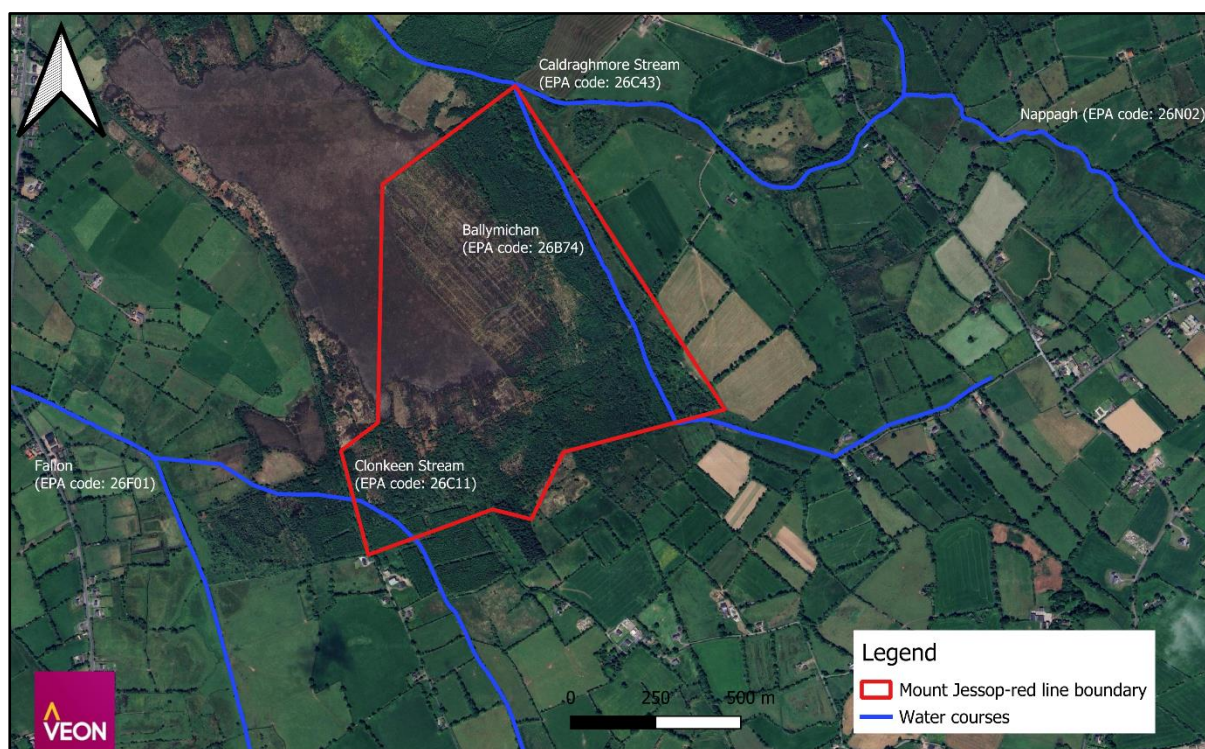 Caldraghmore Stream
(EPA code: 26C43)
Nappagh (EPA code: 26N02)
Ballymichan
(EPA code: 26B74)
Fallon
(EPA code: 26F01)
Clonkeen Stream
(EPA code: 26C11)
Legend
Mount Jessop-red line boundary
Water courses
0 250 500 m
VEON